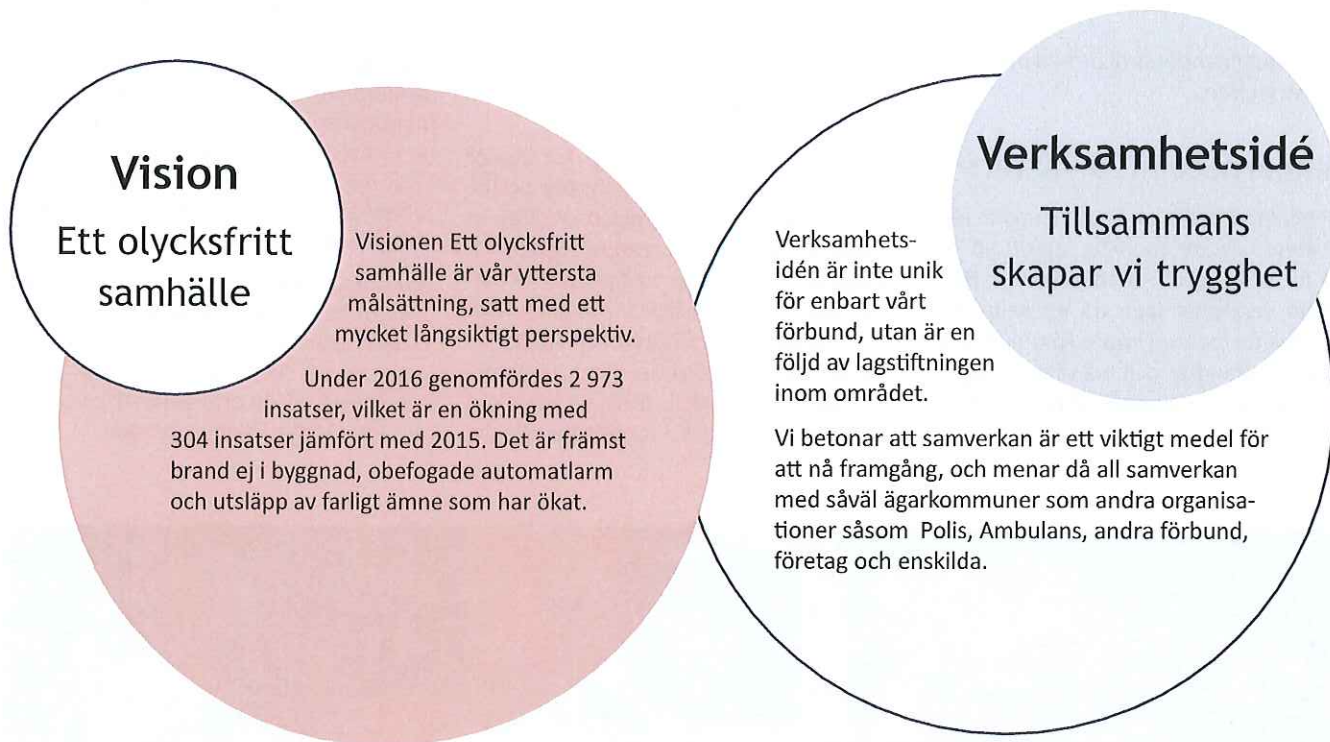 Vision
Ett olycksfritt
samhälle
Visionen Ett olycksfritt
samhälle är vår yttersta
målsättning, satt med ett
mycket långsiktigt perspektiv.
Under 2016 genomfördes 2 973
insatser, vilket är en ökning med
304 insatser jämfört med 2015. Det är främst
brand ej i byggnad, obefogade automatlarm
och utsläpp av farligt ämne som har ökat.
Verksamhetsidé
Tillsammans
skapar vi trygghet
Verksamhets-
idén är inte unik
för enbart vårt
förbund, utan är en
följd av lagstiftningen
inom området.
Vi betonar att samverkan är ett viktigt medel för
att nå framgång, och menar då all samverkan
med såväl ägarkommuner som andra organisa-
tioner såsom  Polis, Ambulans, andra förbund,
företag och enskilda.